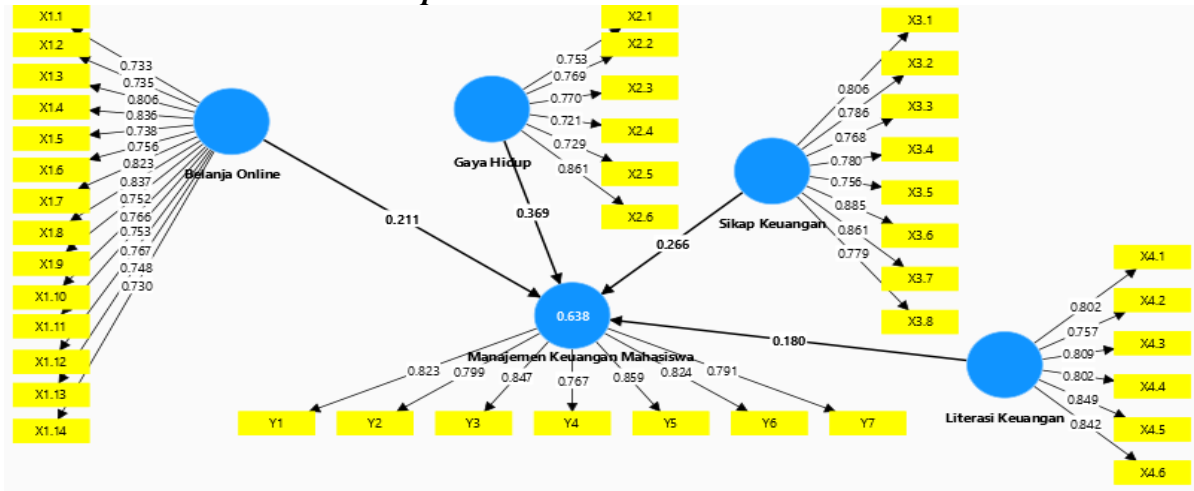 X1.1
X1.2
X1.3
X1.4
X1.5
X1.6
X1.7
X1.8
X1.9
X1.10
X1.11
X1.12
X1.13
X1.14
0.733
0.735
0.806
0.836
0.738
0.756
0.823
0.837
0.752
0.766
0.753
0.767
0.748
0.730
Belanja Online
0.211
X2.1
X2.2
X2.3
X2.4
X2.5
X2.6
0.753
0.769
0.770
0.721
0.729
0.861
Gaya Hidup
0.369
X3.1
X3.2
X3.3
X3.4
X3.5
X3.6
X3.7
X3.8
0.806
0.786
0.768
0.780
0.756
0.885
0.861
0.779
Sikap Keuangan
0.266
0.638
Manajemen Keuangan Mahasiswa
0.823
0.799
0.847
0.767
0.859
0.824
0.791
Y1
Y2
Y3
Y4
Y5
Y6
Y7
0.180
X4.1
X4.2
X4.3
X4.4
X4.5
X4.6
0.802
0.757
0.809
0.802
0.849
0.842
Literasi Keuangan